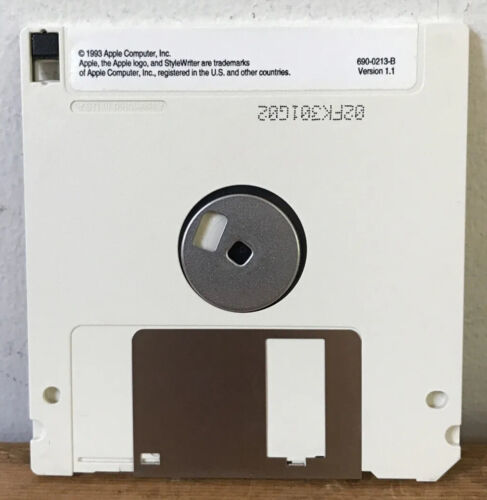 © 1993 Apple Computer, Inc.
Apple, the Apple logo, and StyleWriter are trademarks
of Apple Computer, Inc., registered in the U.S. and other countries.
690-0213-B
Version 1.1
02FK301G02